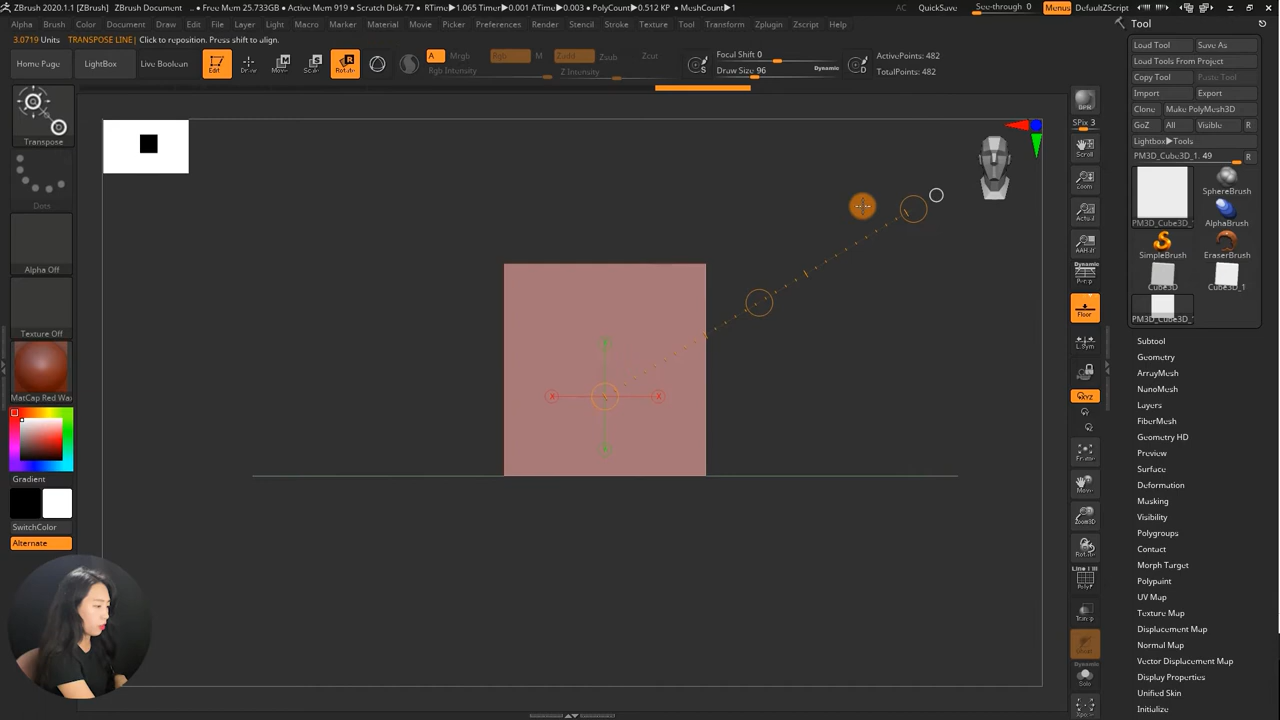 ZBrush 2020.1.1 [ZBrush] ZBrush Document .. ● Free Mem 25.733GB ● Active Mem 919 ● Scratch Disk 77 ● RTime▶1.065 Timer▶0.001 ATime▶0.003 ● PolyCount▶0.512 KP ● MeshCount▶1 AC QuickSave See-through 0 Menus DefaultZScript
Alpha Brush Color Document Draw Edit File Layer Light Macro Marker Material Movie Picker Preferences Render Stencil Stroke Texture Tool Transform Zplugin Zscript Help
Tool
3.0719 Units TRANSPOSE LINE| Click to reposition. Press shift to align.
Home Page
LightBox
Live Boolean
Edit
Draw
Move
Scale
Rotate
A Mrgb Rgb M
Rgb Intensity
Zadd Zsub Zcut
Z Intensity
Focal Shift 0
Draw Size 96
Dynamic
S
D
ActivePoints: 482
TotalPoints: 482
Transpose
Dots
Alpha Off
Texture Off
MatCap Red Wax
Gradient
SwitchColor
Alternate
X
X
BPR
SPix 3
Scroll
Zoom
Actual
AAHalf
Dynamic
Persp
Floor
L.Sym
XYZ
Frame
Move
Zoom3D
Rotate
Line Fill
PolyF
Transp
Dynamic
Solo
Xpose
Load Tool Save As
Load Tools From Project
Copy Tool Paste Tool
Import Export
Clone Make PolyMesh3D
GoZ All Visible R
Lightbox▶Tools
PM3D_Cube3D_1. 49 R
SphereBrush
PM3D_Cube3D_ AlphaBrush
SimpleBrush EraserBrush
Cube3D Cube3D_1
PM3D_Cube3D_
Subtool
Geometry
ArrayMesh
NanoMesh
Layers
FiberMesh
Geometry HD
Preview
Surface
Deformation
Masking
Visibility
Polygroups
Contact
Morph Target
Polypaint
UV Map
Texture Map
Displacement Map
Normal Map
Vector Displacement Map
Display Properties
Unified Skin
Initialize